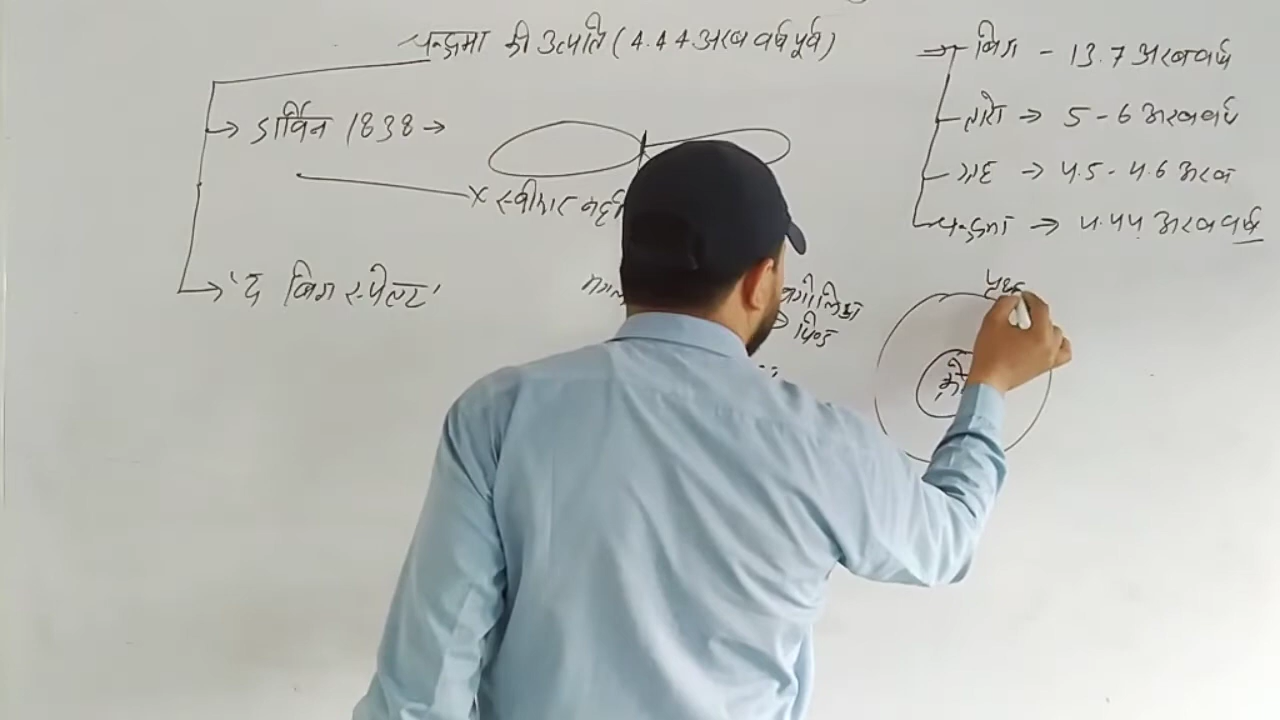 चन्द्रमा की उत्पति (4.44 अरब वर्ष पूर्व)
→ डार्विन 1838 →
× स्वीकार नही
→ 'द बिग स्पेलर'
→ बिग - 13.7 अरब वर्ष
तारे → 5-6 अरब वर्ष
ग्रह → 4.5-4.6 अरब
चन्द्रमा → 4.44 अरब वर्ष
पिण्ड
पृथ